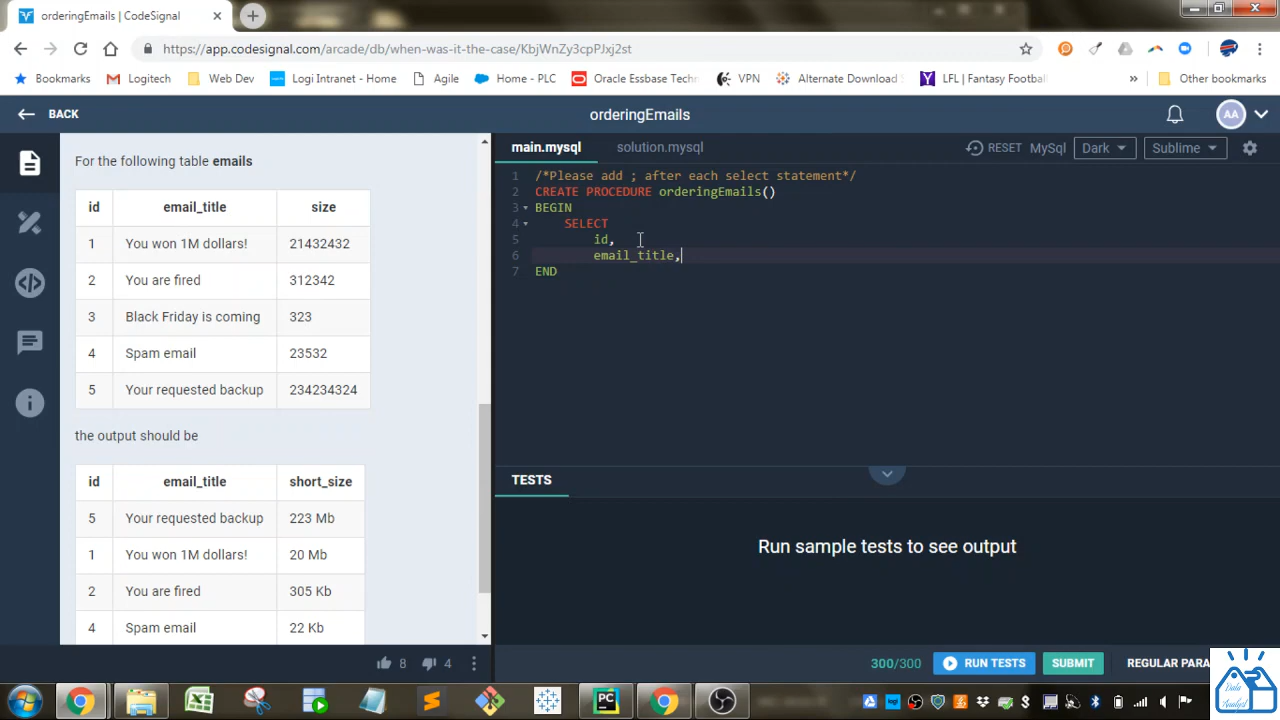 orderingEmails | CodeSignal
https://app.codesignal.com/arcade/db/when-was-it-the-case/KbjWnZy3cpPJxj2st
Bookmarks Logitech Web Dev Logi Intranet - Home Agile Home - PLC Oracle Essbase Techn VPN Alternate Download LFL | Fantasy Football » Other bookmarks
BACK orderingEmails AA
For the following table emails
id email_title size
1 You won 1M dollars! 21432432
2 You are fired 312342
3 Black Friday is coming 323
4 Spam email 23532
5 Your requested backup 234234324
the output should be
id email_title short_size
5 Your requested backup 223 Mb
1 You won 1M dollars! 20 Mb
2 You are fired 305 Kb
4 Spam email 22 Kb
8 4
main.mysql solution.mysql RESET MySql Dark Sublime
1 /*Please add ; after each select statement*/
2 CREATE PROCEDURE orderingEmails()
3 BEGIN
4 SELECT
5 id,
6 email_title,
7 END
TESTS
Run sample tests to see output
300/300 RUN TESTS SUBMIT REGULAR PARA
PC
Data
Analyst